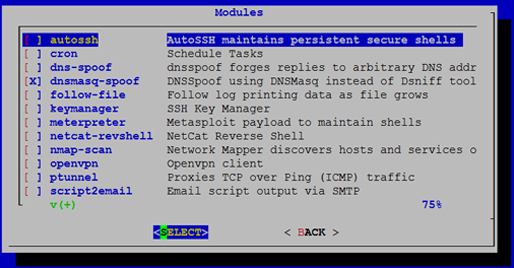 Modules
[ ] autossh AutoSSH maintains persistent secure shells
[ ] cron Schedule Tasks
[ ] dns-spoof dnsspoof forges replies to arbitrary DNS addr
[X] dnsmasq-spoof DNSSpoof using DNSMasq instead of Dsniff tool
[ ] follow-file Follow log printing data as file grows
[ ] keymanager SSH Key Manager
[ ] meterpreter Metasploit payload to maintain shells
[ ] netcat-revshell NetCat Reverse Shell
[ ] nmap-scan Network Mapper discovers hosts and services o
[ ] openvpn Openvpn client
[ ] ptunnel Proxies TCP over Ping (ICMP) traffic
[ ] script2email Email script output via SMTP
v(+) 75%
<SELECT> < BACK >